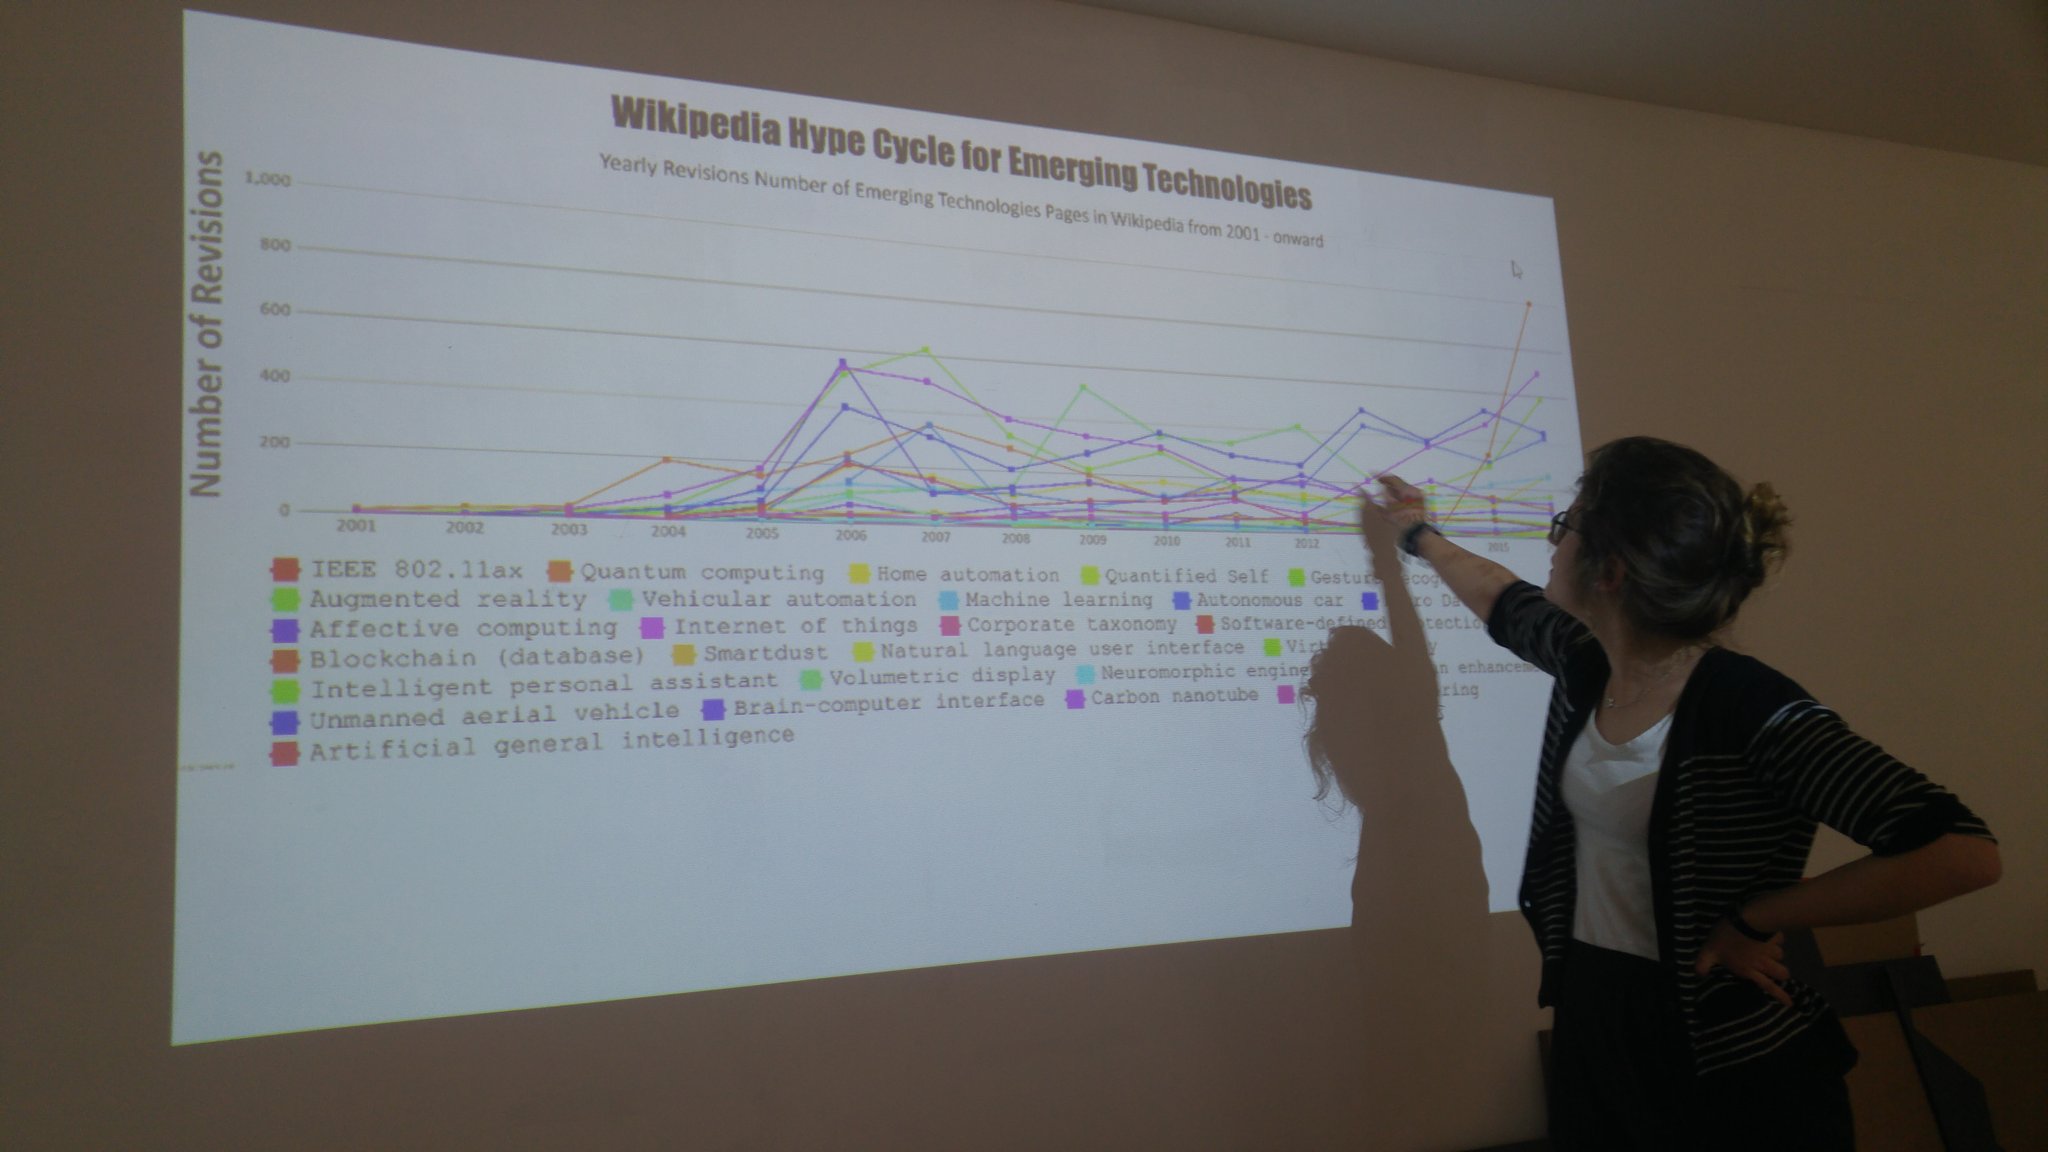 Wikipedia Hype Cycle for Emerging Technologies
Yearly Revisions Number of Emerging Technologies Pages in Wikipedia from 2001 - onward
Number of Revisions
1,000
800
600
400
200
0
2001 2002 2003 2004 2005 2006 2007 2008 2009 2010 2011 2012 2015
IEEE 802.11ax Quantum computing Home automation Quantified Self
Augmented reality Vehicular automation Machine learning Autonomous car
Affective computing Internet of things Corporate taxonomy Software-defined
Blockchain (database) Smartdust Natural language user interface
Intelligent personal assistant Volumetric display Neuromorphic
Unmanned aerial vehicle Brain-computer interface Carbon nanotube
Artificial general intelligence